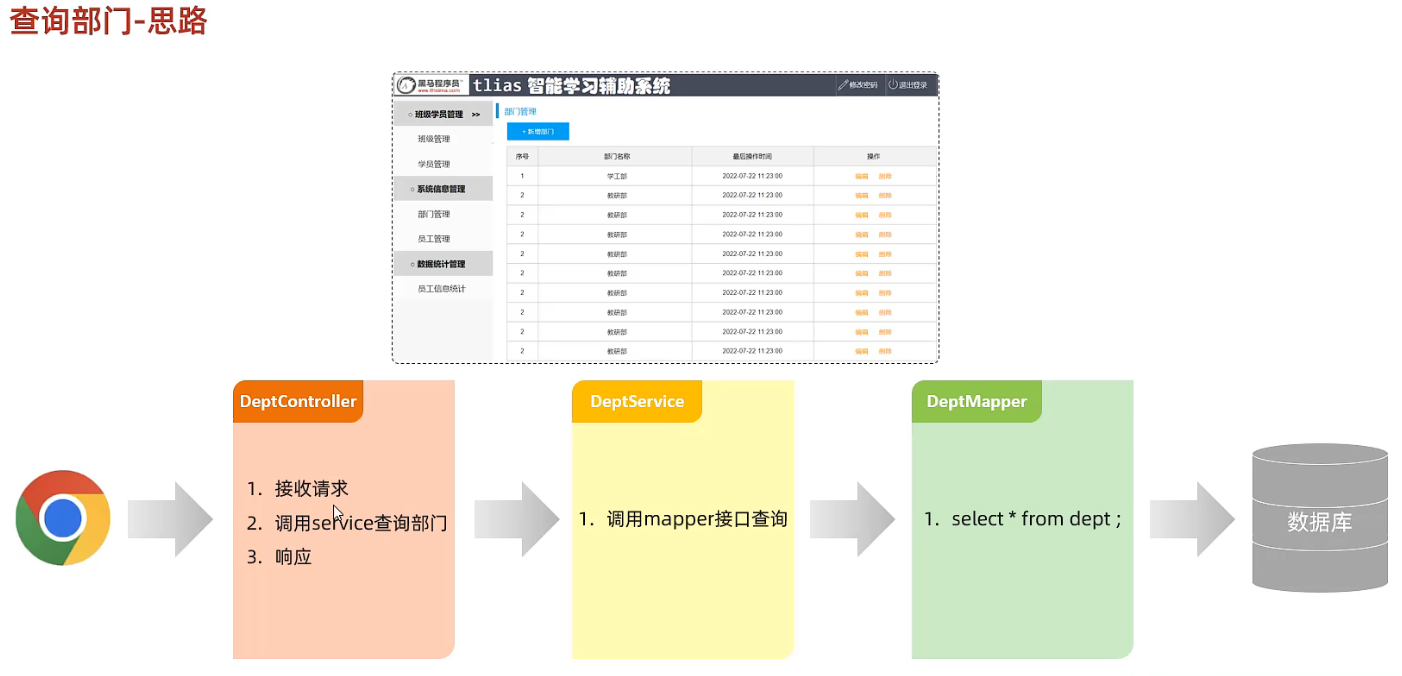 查询部门-思路
黑马程序员
www.itheima.com
tlias 智能学习辅助系统
修改密码
退出登录
班级学员管理 >>
班级管理
学员管理
系统信息管理
部门管理
员工管理
数据统计管理
员工信息统计
部门管理
+ 新增部门
序号 部门名称 最后操作时间 操作
1 学工部 2022-07-22 11:23:00 编辑 删除
2 教研部 2022-07-22 11:23:00 编辑 删除
2 教研部 2022-07-22 11:23:00 编辑 删除
2 教研部 2022-07-22 11:23:00 编辑 删除
2 教研部 2022-07-22 11:23:00 编辑 删除
2 教研部 2022-07-22 11:23:00 编辑 删除
2 教研部 2022-07-22 11:23:00 编辑 删除
2 教研部 2022-07-22 11:23:00 编辑 删除
2 教研部 2022-07-22 11:23:00 编辑 删除
2 教研部 2022-07-22 11:23:00 编辑 删除
DeptController
1. 接收请求
2. 调用service查询部门
3. 响应
DeptService
1. 调用mapper接口查询
DeptMapper
1. select * from dept ;
数据库